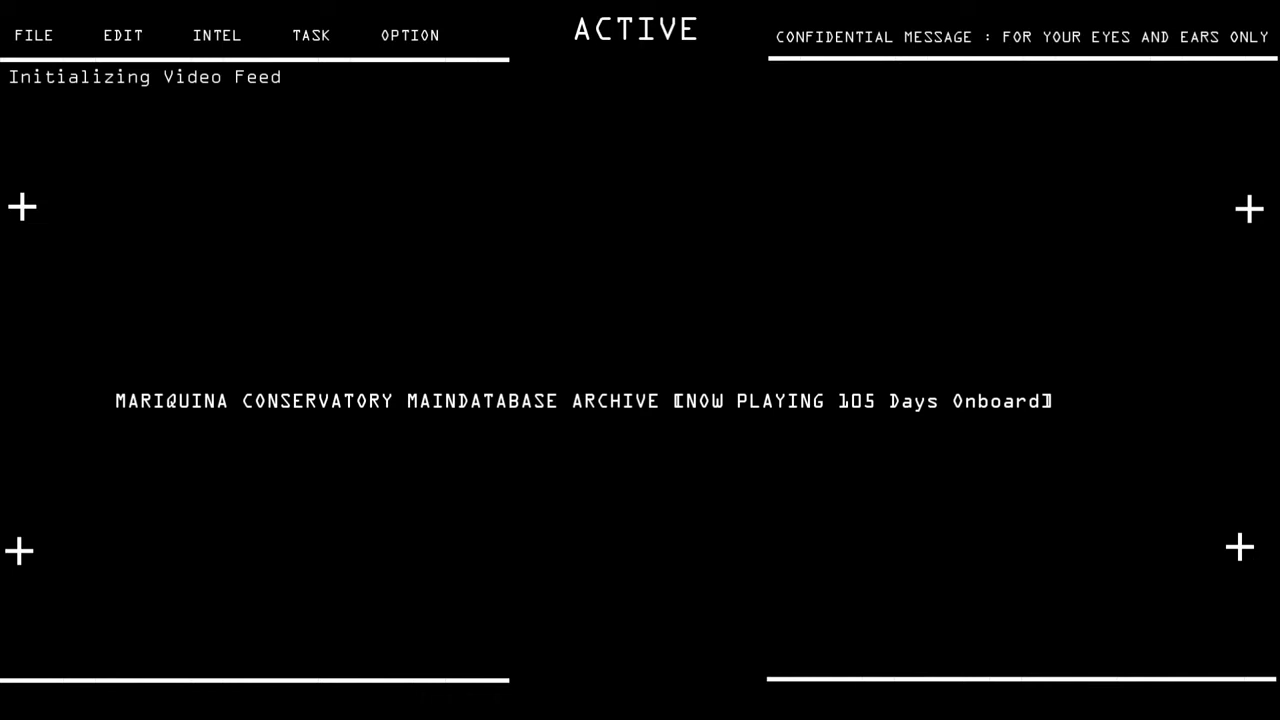 FILE EDIT INTEL TASK OPTION
ACTIVE
CONFIDENTIAL MESSAGE : FOR YOUR EYES AND EARS ONLY
Initializing Video Feed
MARIQUINA CONSERVATORY MAINDATABASE ARCHIVE [NOW PLAYING 105 Days Onboard]